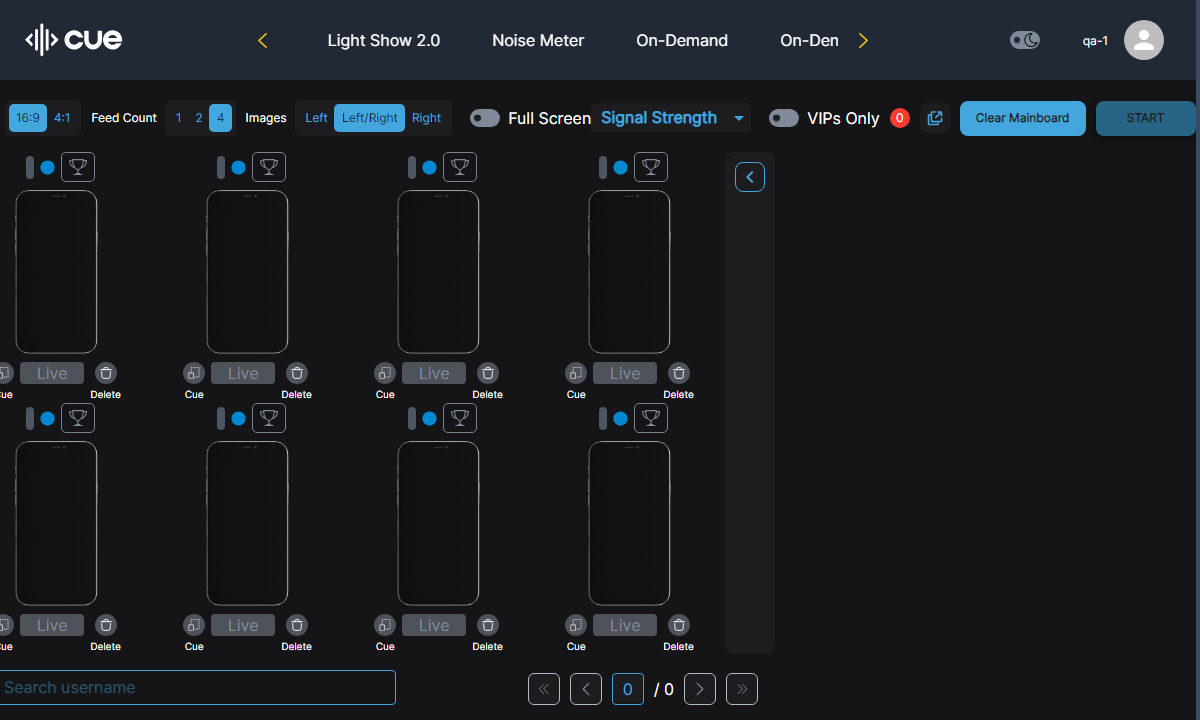 cue
Light Show 2.0
Noise Meter
On-Demand
On-Den
qa-1
16:9 4:1
Feed Count
1 2 4
Images
Left Left/Right Right
Full Screen
Signal Strength
VIPs Only
0
Clear Mainboard
START
ue Live Delete
Cue Live Delete
Cue Live Delete
Cue Live Delete
ue Live Delete
Cue Live Delete
Cue Live Delete
Cue Live Delete
Search username
0 / 0